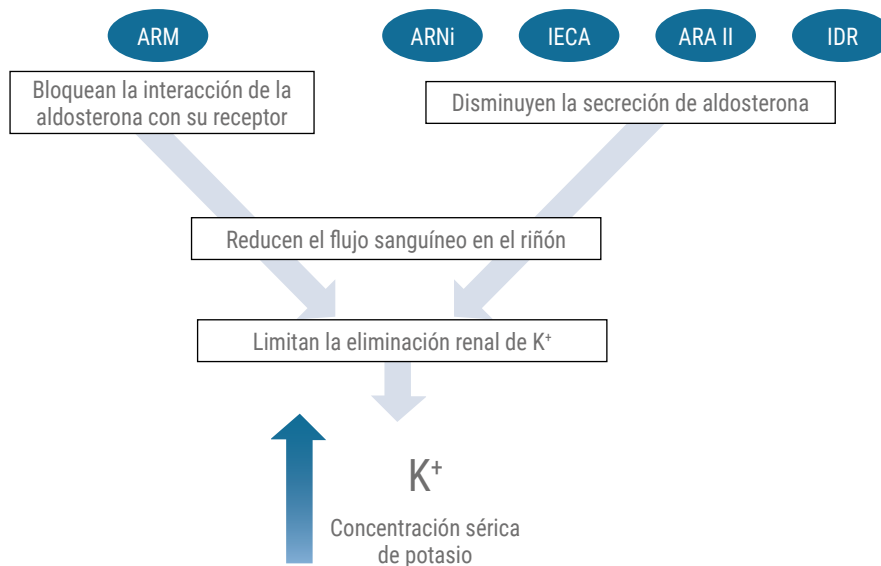 ARM
ARNi
IECA
ARA II
IDR
Bloquean la interacción de la
aldosterona con su receptor
Disminuyen la secreción de aldosterona
Reducen el flujo sanguíneo en el riñón
Limitan la eliminación renal de K⁺
K⁺
Concentración sérica
de potasio